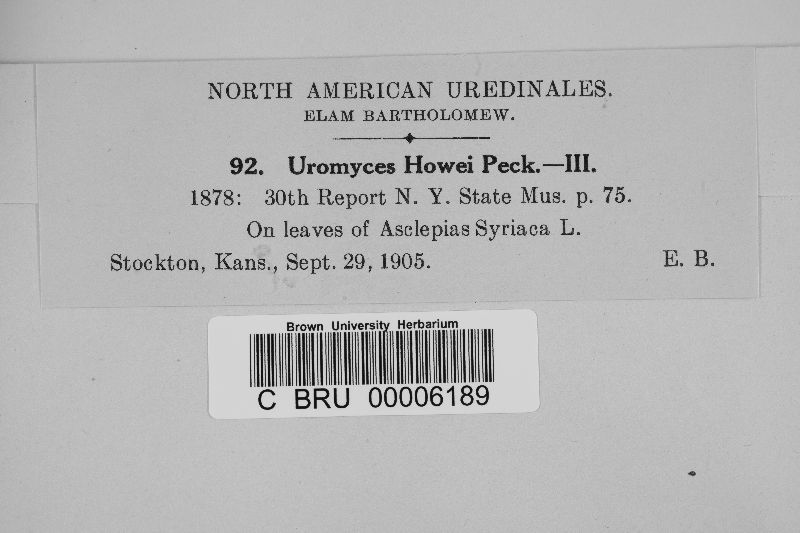 NORTH AMERICAN UREDINALES.
ELAM BARTHOLOMEW.
92. Uromyces Howei Peck.—III.
1878: 30th Report N. Y. State Mus. p. 75.
On leaves of Asclepias Syriaca L.
Stockton, Kans., Sept. 29, 1905. E. B.
Brown University Herbarium
C BRU 00006189